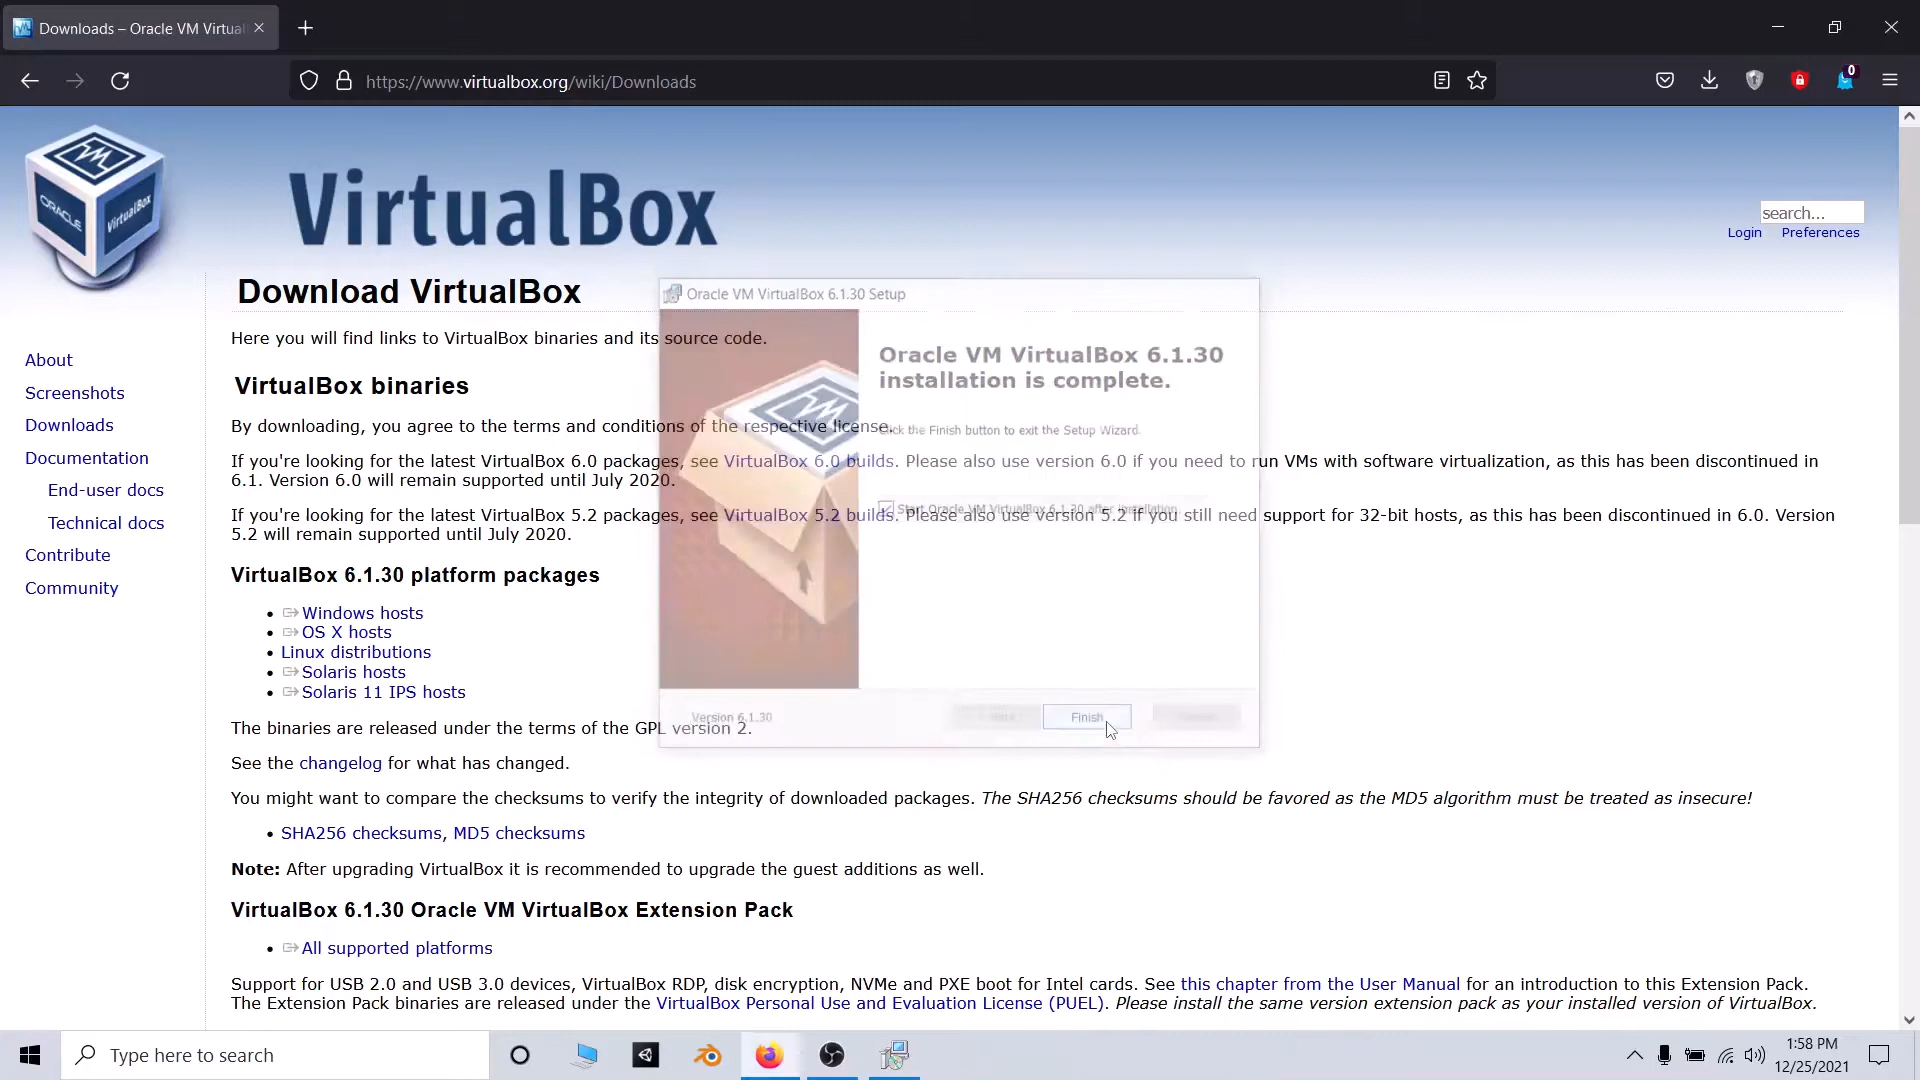 Downloads – Oracle VM Virtual
https://www.virtualbox.org/wiki/Downloads
0
ORACLE
VirtualBox
VirtualBox
search...
Login Preferences
About
Screenshots
Downloads
Documentation
End-user docs
Technical docs
Contribute
Community
Download VirtualBox
Here you will find links to VirtualBox binaries and its source code.
VirtualBox binaries
By downloading, you agree to the terms and conditions of the respective license.
If you're looking for the latest VirtualBox 6.0 packages, see VirtualBox 6.0 builds. Please also use version 6.0 if you need to run VMs with software virtualization, as this has been discontinued in
6.1. Version 6.0 will remain supported until July 2020.
If you're looking for the latest VirtualBox 5.2 packages, see VirtualBox 5.2 builds. Please also use version 5.2 if you still need support for 32-bit hosts, as this has been discontinued in 6.0. Version
5.2 will remain supported until July 2020.
VirtualBox 6.1.30 platform packages
Windows hosts
OS X hosts
Linux distributions
Solaris hosts
Solaris 11 IPS hosts
The binaries are released under the terms of the GPL version 2.
See the changelog for what has changed.
You might want to compare the checksums to verify the integrity of downloaded packages. The SHA256 checksums should be favored as the MD5 algorithm must be treated as insecure!
SHA256 checksums, MD5 checksums
Note: After upgrading VirtualBox it is recommended to upgrade the guest additions as well.
VirtualBox 6.1.30 Oracle VM VirtualBox Extension Pack
All supported platforms
Support for USB 2.0 and USB 3.0 devices, VirtualBox RDP, disk encryption, NVMe and PXE boot for Intel cards. See this chapter from the User Manual for an introduction to this Extension Pack.
The Extension Pack binaries are released under the VirtualBox Personal Use and Evaluation License (PUEL). Please install the same version extension pack as your installed version of VirtualBox.
Oracle VM VirtualBox 6.1.30 Setup
Oracle VM VirtualBox 6.1.30
installation is complete.
Click the Finish button to exit the Setup Wizard.
Start Oracle VM VirtualBox 6.1.30 after installation
Version 6.1.30
Finish
Type here to search
1:58 PM
12/25/2021